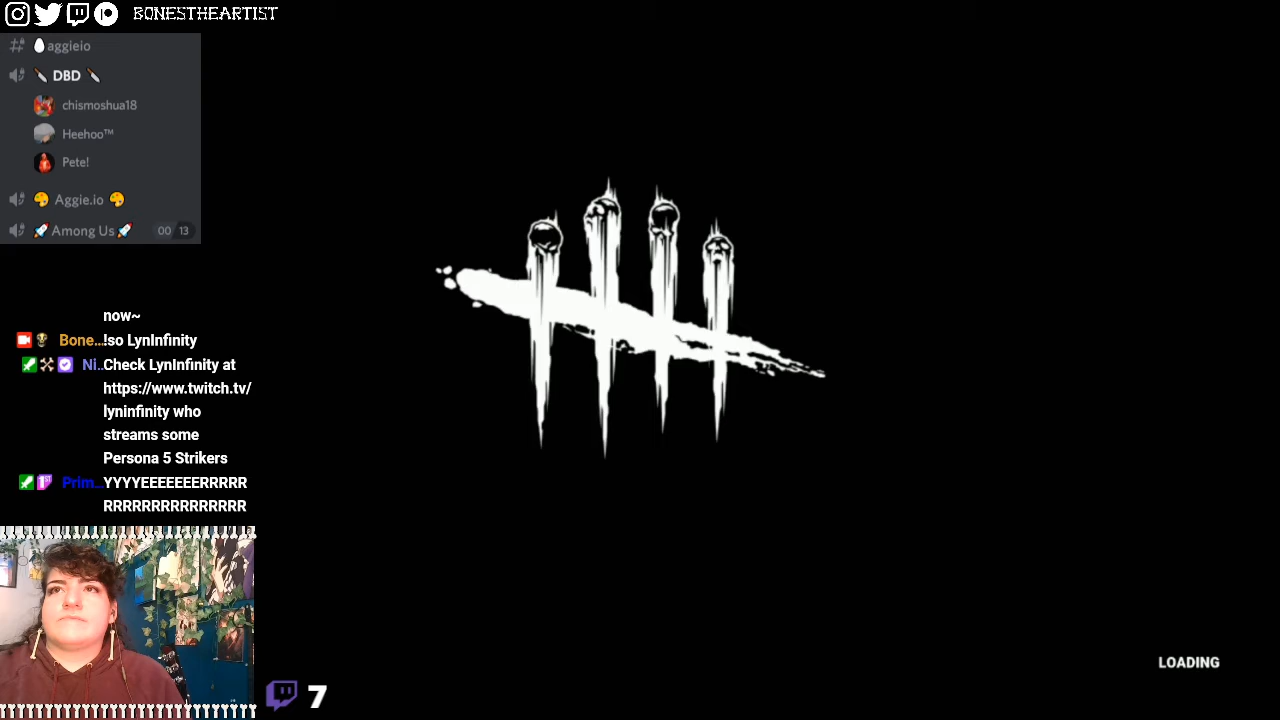 BONESTHEARTIST
aggieio
DBD
chismoshua18
Heehoo™
Pete!
Aggie.io
Among Us 00 13
now~
Bone... !so LynInfinity
Ni... Check LynInfinity at
https://www.twitch.tv/
lyninfinity who
streams some
Persona 5 Strikers
Prim... YYYYEEEEEEERRRRR
RRRRRRRRRRRRRRR
7
LOADING